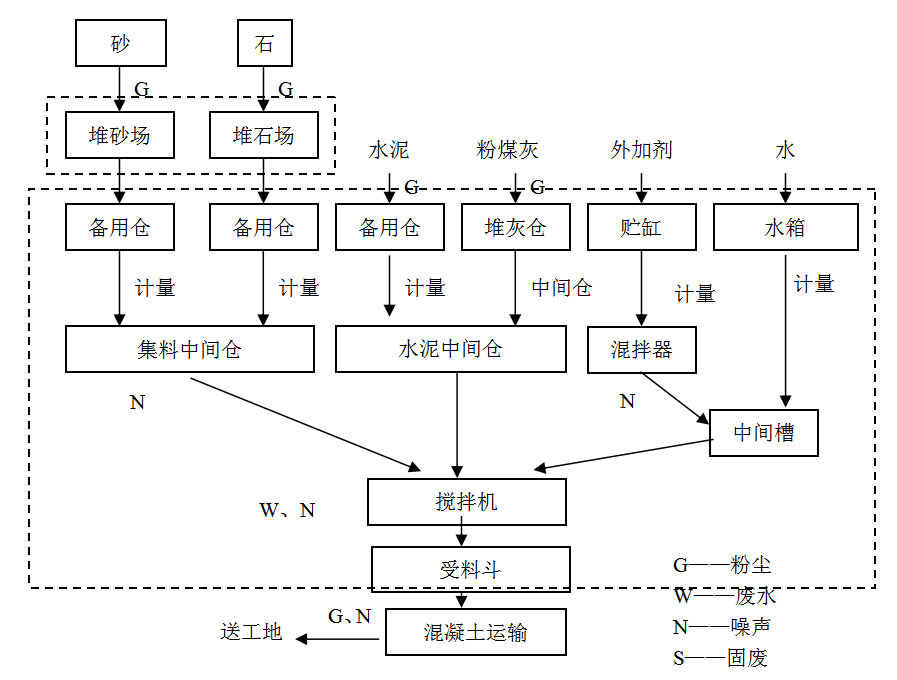 砂
石
G
G
堆砂场
堆石场
水泥
粉煤灰
外加剂
水
G
G
备用仓
备用仓
备用仓
堆灰仓
贮缸
水箱
计量
计量
计量
中间仓
计量
计量
集料中间仓
水泥中间仓
混拌器
N
N
中间槽
搅拌机
W、N
受料斗
G——粉尘
W——废水
G、N
送工地
混凝土运输
N——噪声
S——固废